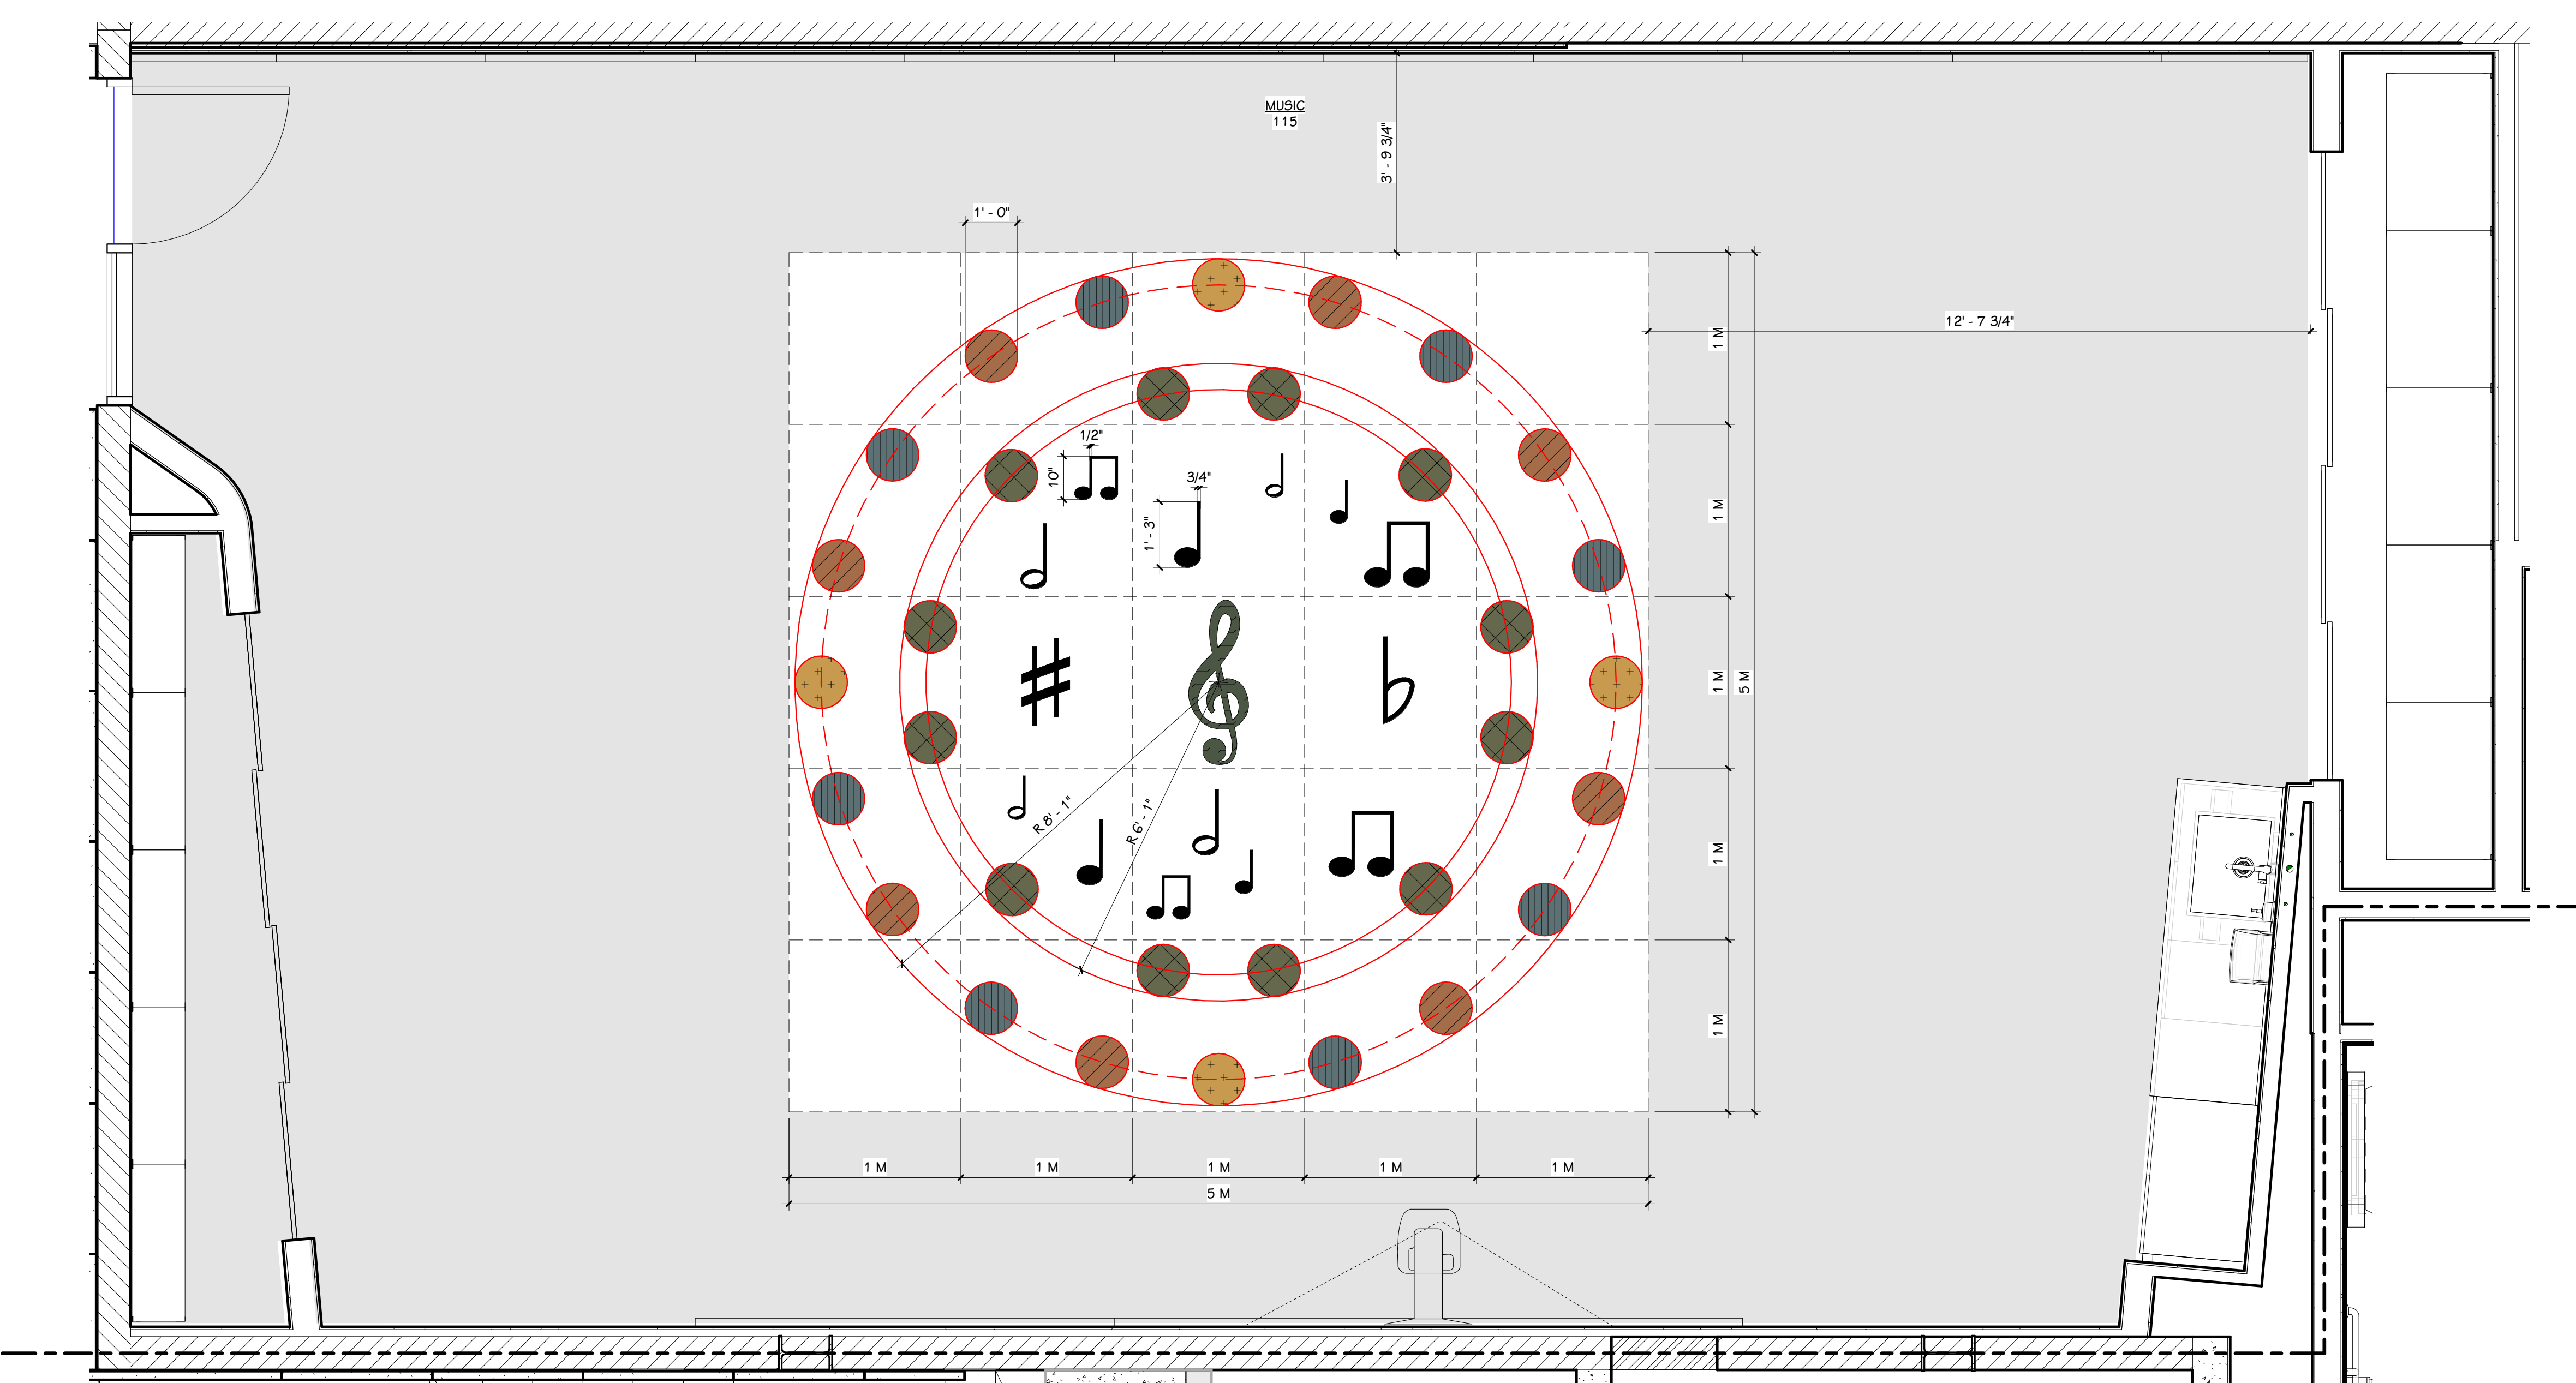 MUSIC
115
3' - 9 3/4"
1' - 0"
12' - 7 3/4"
1 M
1 M
1 M
1 M
1 M
5 M
1/2"
10"
3/4"
1' - 3"
R 8' - 1"
R 6' - 1"
1 M
1 M
1 M
1 M
1 M
5 M